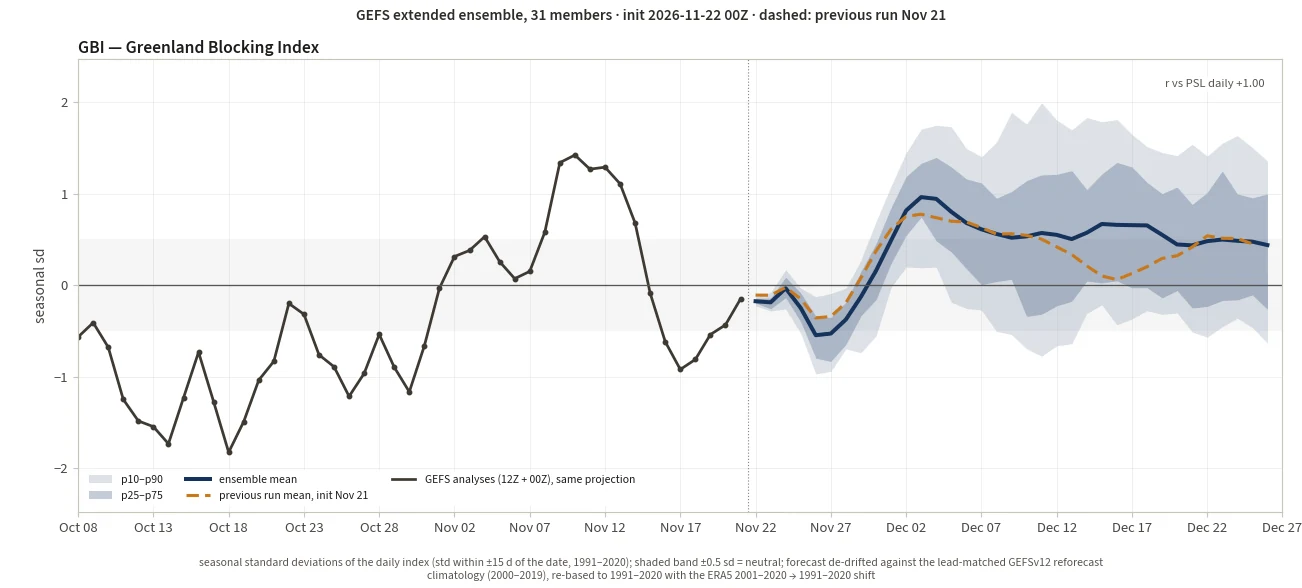 GEFS extended ensemble, 31 members · init 2026-11-22 00Z · dashed: previous run Nov 21
GBI — Greenland Blocking Index
r vs PSL daily +1.00
seasonal sd
2
1
0
−1
−2
p10–p90
ensemble mean
GEFS analyses (12Z + 00Z), same projection
p25–p75
previous run mean, init Nov 21
Oct 08 Oct 13 Oct 18 Oct 23 Oct 28 Nov 02 Nov 07 Nov 12 Nov 17 Nov 22 Nov 27 Dec 02 Dec 07 Dec 12 Dec 17 Dec 22 Dec 27
seasonal standard deviations of the daily index (std within ±15 d of the date, 1991–2020); shaded band ±0.5 sd = neutral; forecast de-drifted against the lead-matched GEFSv12 reforecast
climatology (2000–2019), re-based to 1991–2020 with the ERA5 2001–2020 → 1991–2020 shift